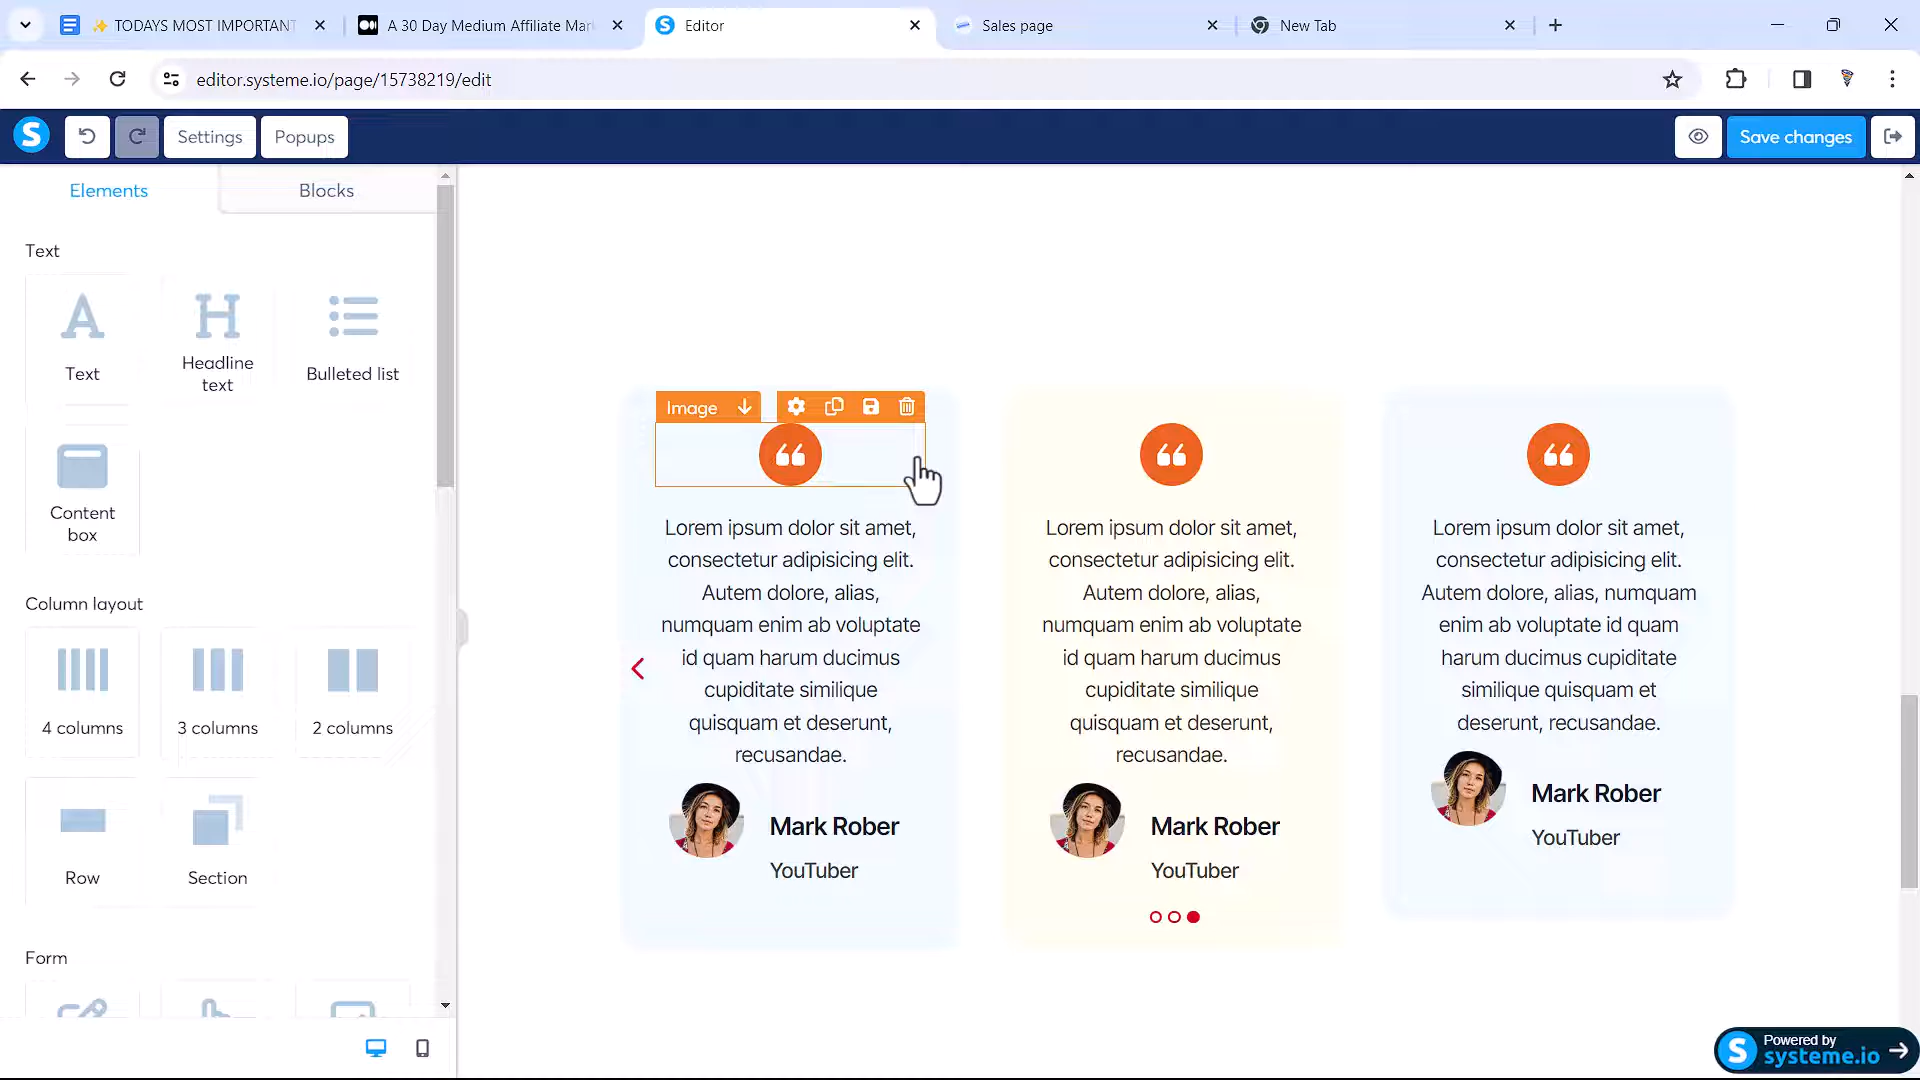 ✨ TODAYS MOST IMPORTANT
A 30 Day Medium Affiliate Mar
Editor
Sales page
New Tab
editor.systeme.io/page/15738219/edit
S
Settings
Popups
Save changes
Elements
Blocks
Text
A
Text
H
Headline
text
Bulleted list
Content
box
Column layout
4 columns
3 columns
2 columns
Row
Section
Form
Image
Lorem ipsum dolor sit amet,
consectetur adipisicing elit.
Autem dolore, alias,
numquam enim ab voluptate
id quam harum ducimus
cupiditate similique
quisquam et deserunt,
recusandae.
Mark Rober
YouTuber
Lorem ipsum dolor sit amet,
consectetur adipisicing elit.
Autem dolore, alias,
numquam enim ab voluptate
id quam harum ducimus
cupiditate similique
quisquam et deserunt,
recusandae.
Mark Rober
YouTuber
Lorem ipsum dolor sit amet,
consectetur adipisicing elit.
Autem dolore, alias, numquam
enim ab voluptate id quam
harum ducimus cupiditate
similique quisquam et
deserunt, recusandae.
Mark Rober
YouTuber
S
Powered by
systeme.io